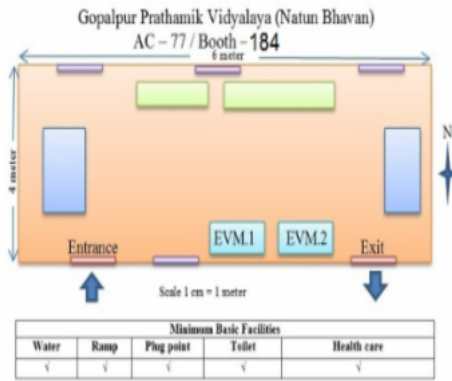 Gopalpur Prathamik Vidyalaya (Natun Bhavan)
AC – 77 / Booth – 184
6 meter
4 meter
N
EVM.1 EVM.2
Entrance Exit
Scale 1 cm = 1 meter
Minimum Basic Facilities
Water Ramp Plug point Toilet Health care
√ √ √ √ √